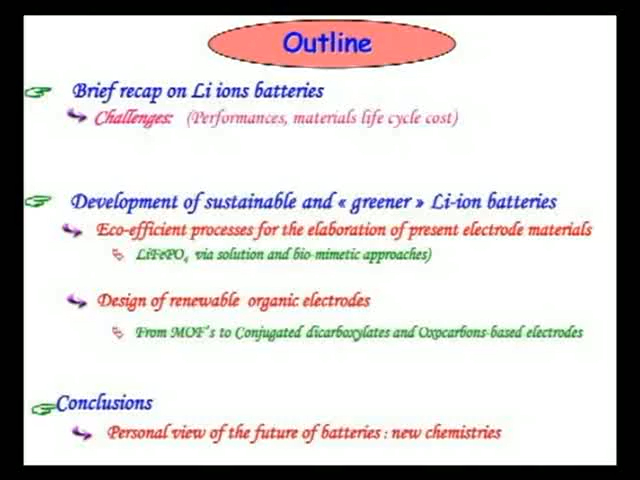 Outline
Brief recap on Li ions batteries
Challenges: (Performances, materials life cycle cost)
Development of sustainable and « greener » Li-ion batteries
Eco-efficient processes for the elaboration of present electrode materials
LiFePO₄ via solution and bio-mimetic approaches)
Design of renewable organic electrodes
From MOF's to Conjugated dicarboxylates and Oxocarbons-based electrodes
Conclusions
Personal view of the future of batteries : new chemistries